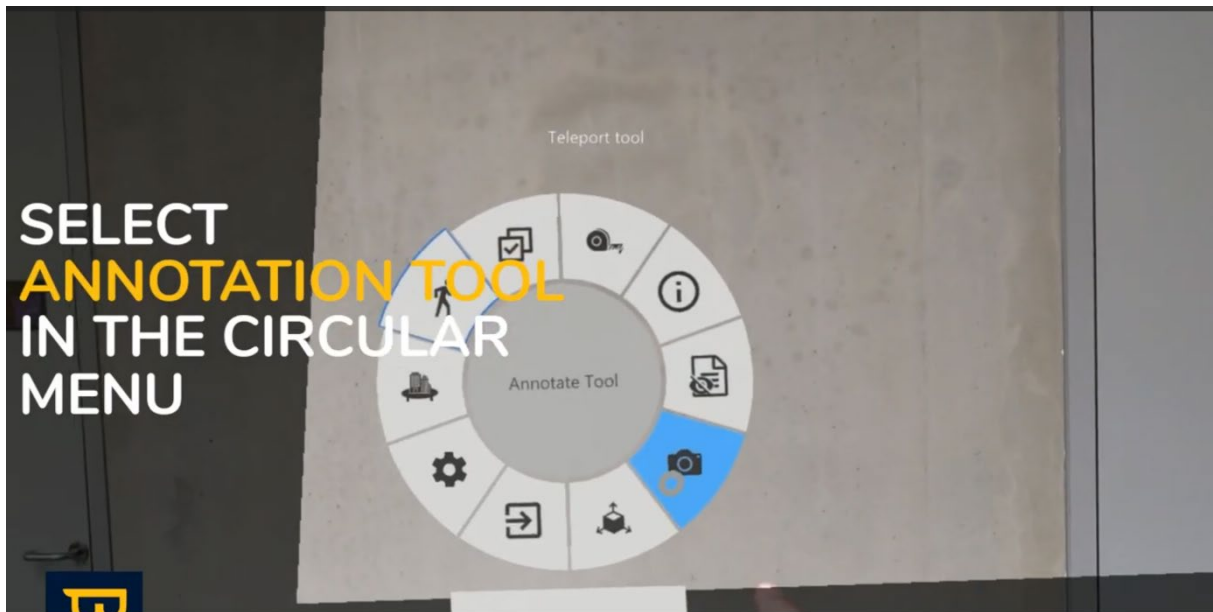 Teleport tool
SELECT
ANNOTATION TOOL
IN THE CIRCULAR
MENU
Annotate Tool